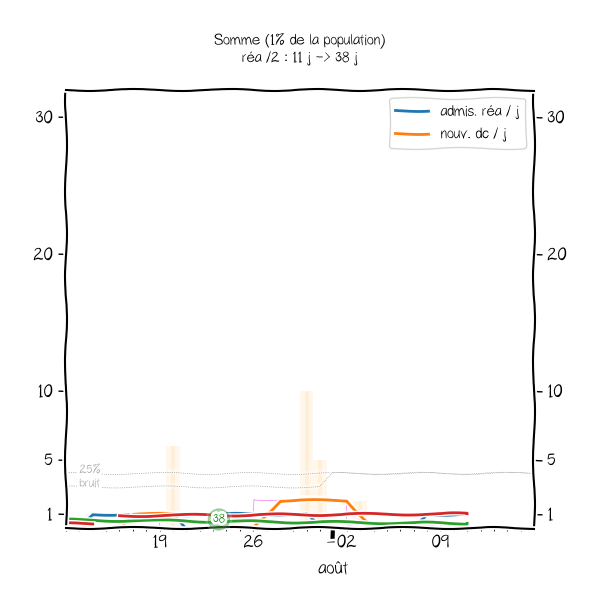 Somme (1% de la population)
réa /2 : 11 j -> 38 j
admis. réa / j
nouv. dc / j
30
30
20
20
10
10
5
5
25%
bruit
1
1
38
19
26
02
09
août